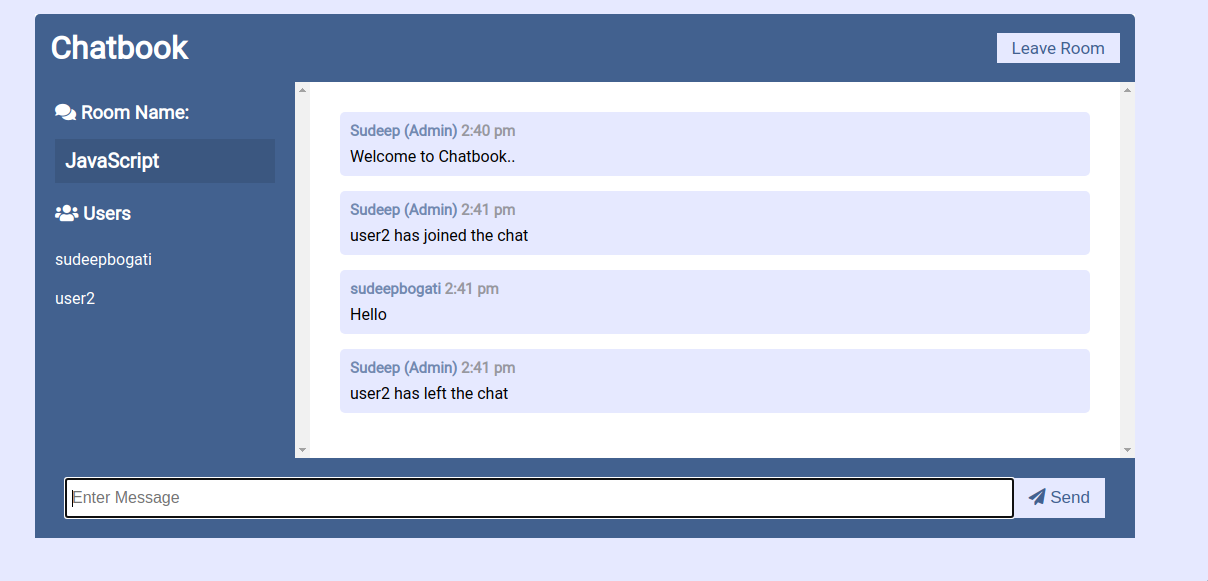 Chatbook
Leave Room
Room Name:
JavaScript
Users
sudeepbogati
user2
Sudeep (Admin) 2:40 pm
Welcome to Chatbook..
Sudeep (Admin) 2:41 pm
user2 has joined the chat
sudeepbogati 2:41 pm
Hello
Sudeep (Admin) 2:41 pm
user2 has left the chat
Enter Message
Send